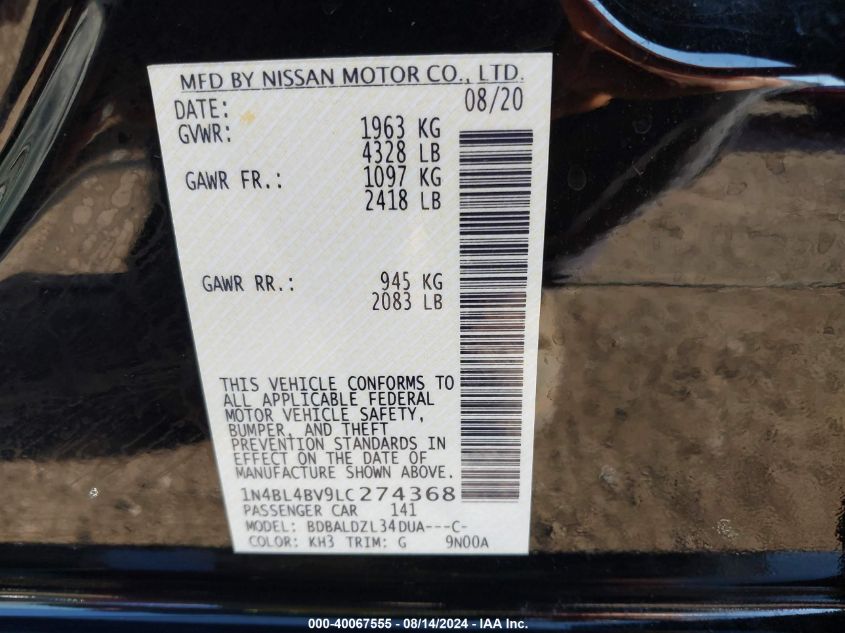 MFD BY NISSAN MOTOR CO., LTD.
DATE: 08/20
GVWR: 1963 KG
4328 LB
GAWR FR.: 1097 KG
2418 LB
GAWR RR.: 945 KG
2083 LB
THIS VEHICLE CONFORMS TO
ALL APPLICABLE FEDERAL
MOTOR VEHICLE SAFETY,
BUMPER, AND THEFT
PREVENTION STANDARDS IN
EFFECT ON THE DATE OF
MANUFACTURE SHOWN ABOVE.
1N4BL4BV9LC274368
PASSENGER CAR 141
MODEL: BDBALDZL34DUA---C-
COLOR: KH3 TRIM: G 9N00A
000-40067555 - 08/14/2024 - IAA Inc.